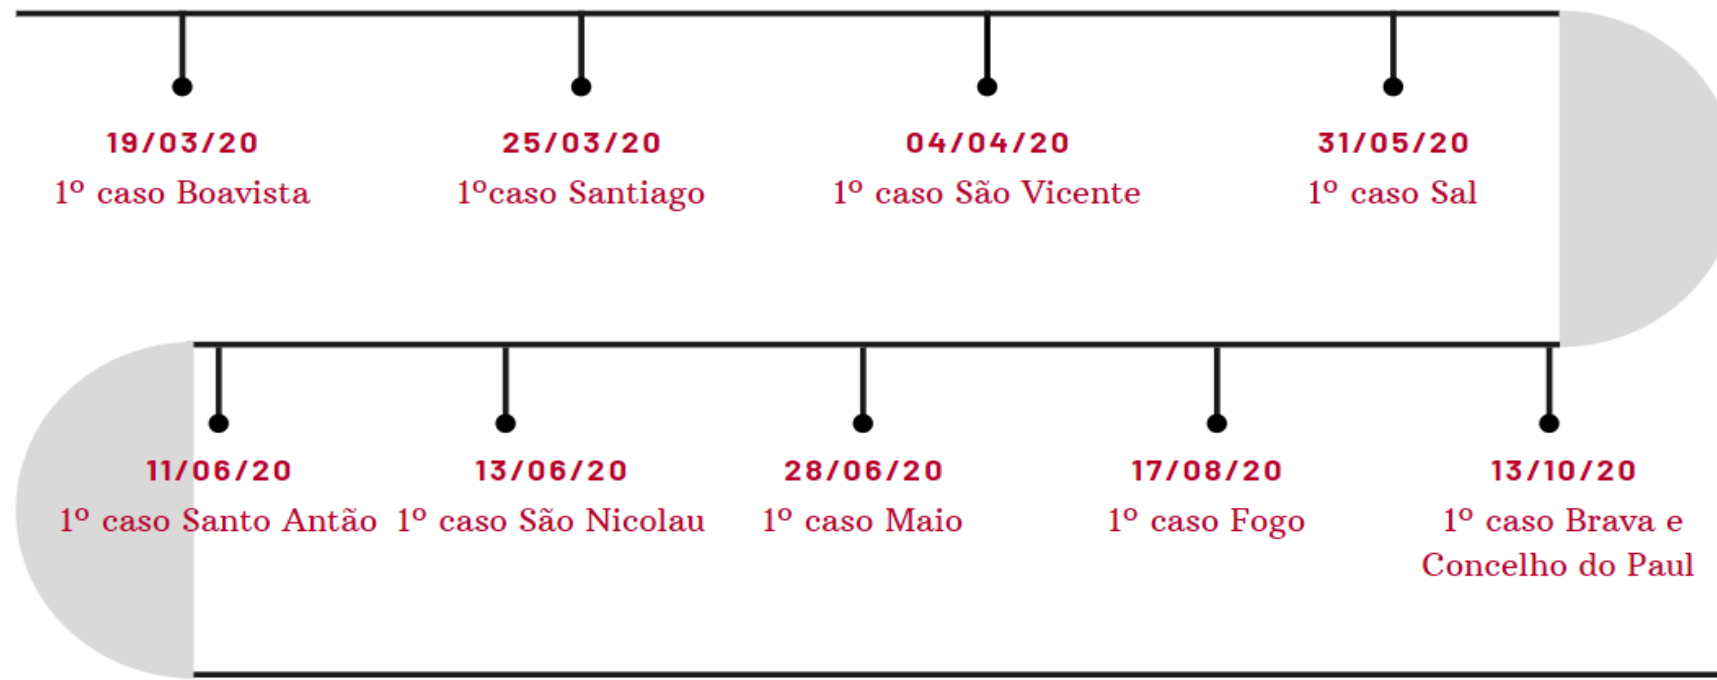 19/03/20
1º caso Boavista
25/03/20
1ºcaso Santiago
04/04/20
1º caso São Vicente
31/05/20
1º caso Sal
11/06/20
1º caso Santo Antão
13/06/20
1º caso São Nicolau
28/06/20
1º caso Maio
17/08/20
1º caso Fogo
13/10/20
1º caso Brava e
Concelho do Paul